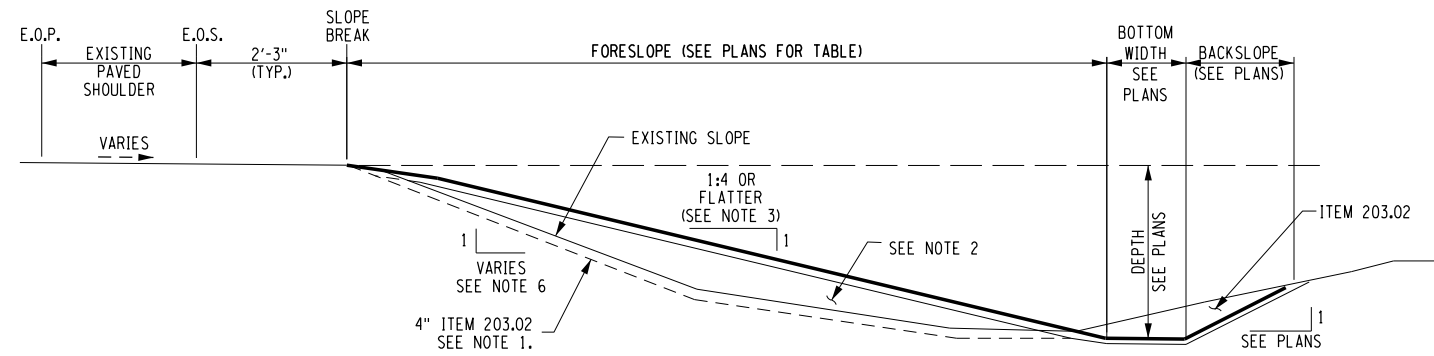 E.O.P.
EXISTING
PAVED
SHOULDER
E.O.S.
2'-3"
(TYP.)
SLOPE
BREAK
FORESLOPE (SEE PLANS FOR TABLE)
BOTTOM
WIDTH
SEE
PLANS
BACKSLOPE
(SEE PLANS)
VARIES
EXISTING SLOPE
1:4 OR
FLATTER
(SEE NOTE 3)
1
ITEM 203.02
1
VARIES
SEE NOTE 6
SEE NOTE 2
DEPTH
SEE PLANS
4" ITEM 203.02
SEE NOTE 1.
1
SEE PLANS